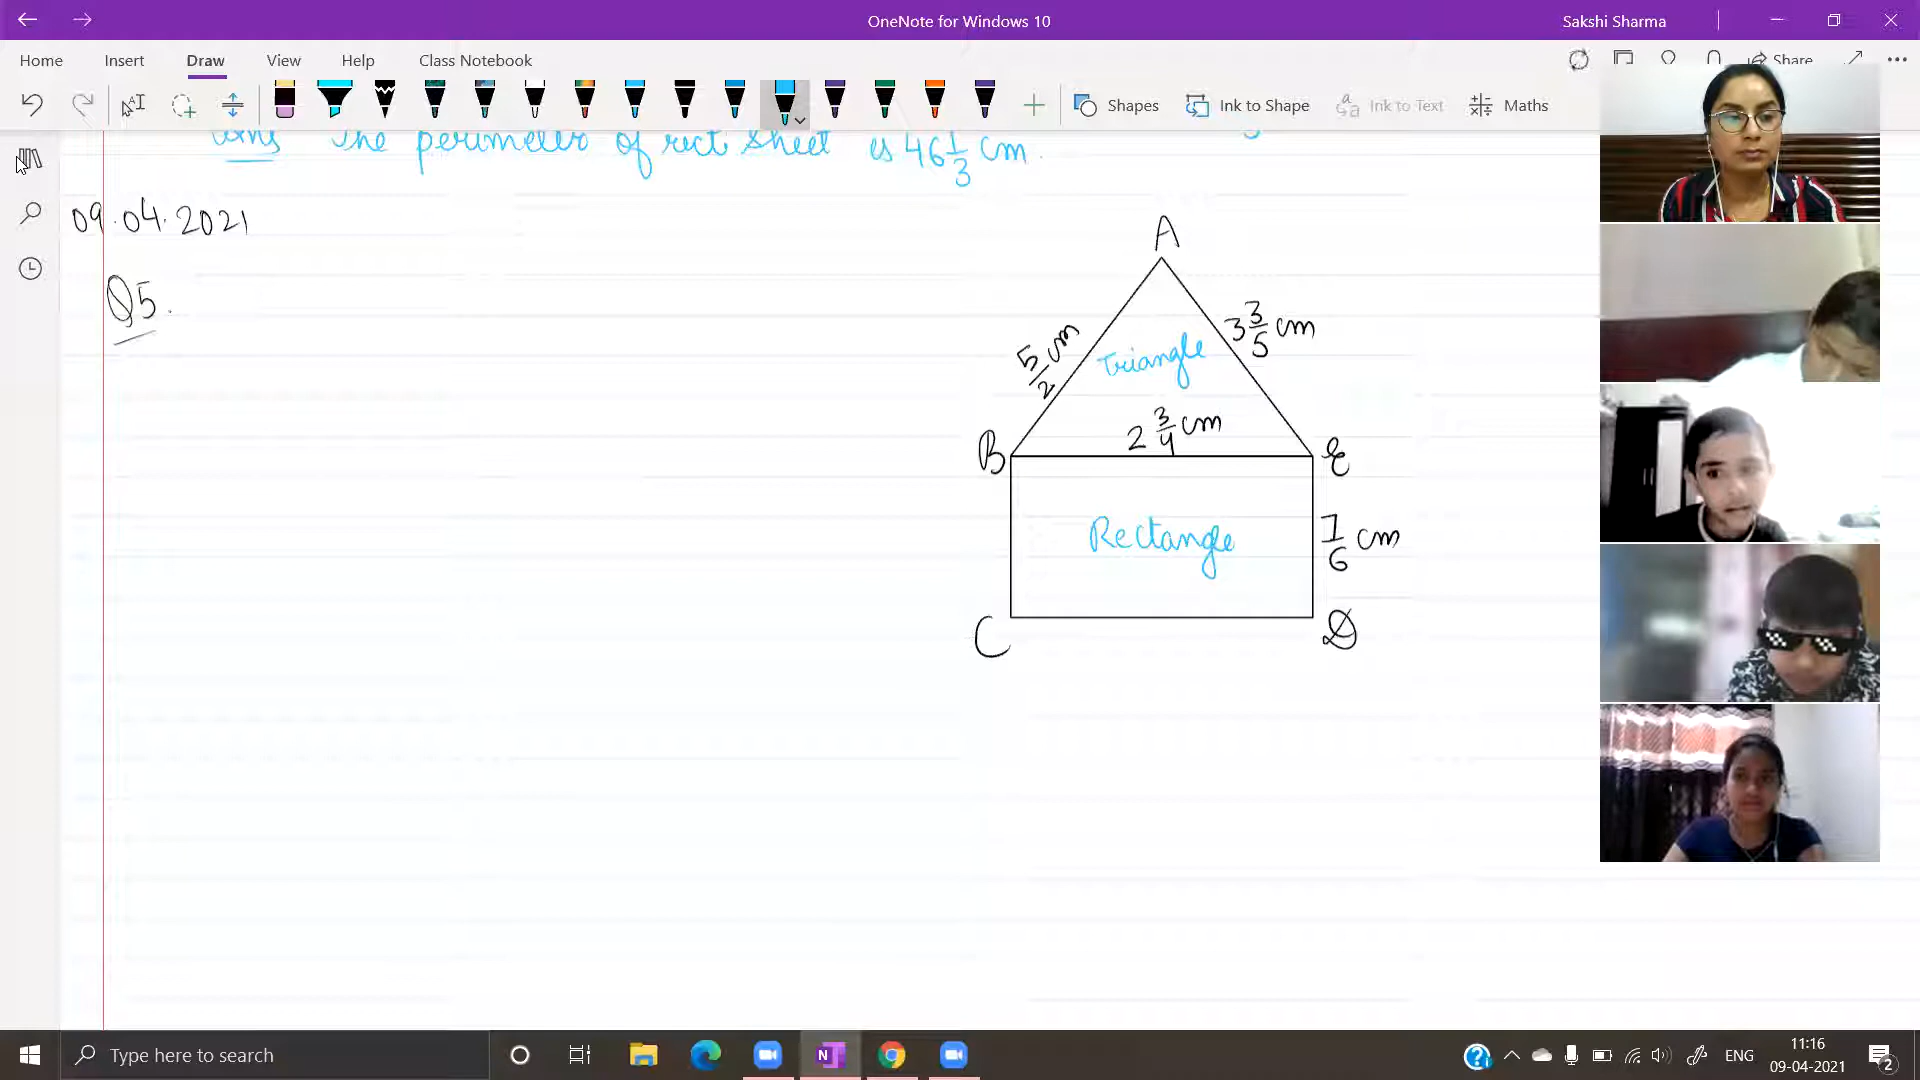 OneNote for Windows 10
Sakshi Sharma
Home Insert Draw View Help Class Notebook
Share
Shapes Ink to Shape Ink to Text Maths
Ans The perimeter of rect sheet is 46 1/3 cm.
09.04.2021
Q5.
A
5/2 cm
3 3/5 cm
Triangle
2 3/4 cm
B
E
Rectangle
7/6 cm
C
D
Type here to search
ENG
11:16
09-04-2021
2